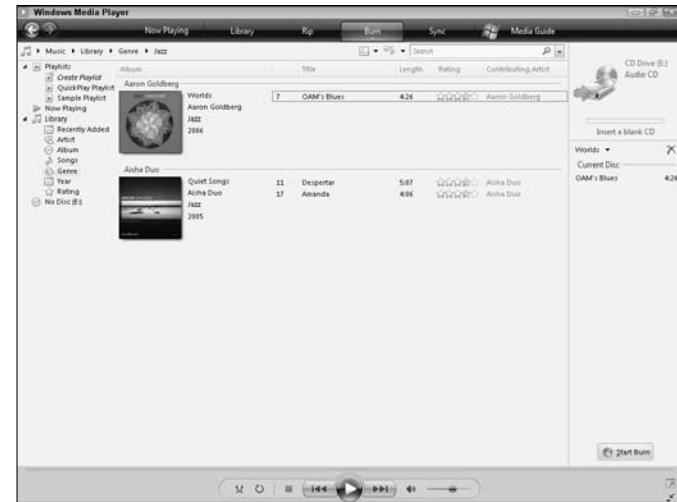 Windows Media Player
Now Playing Library Rip Burn Sync Media Guide
Music Library Genre Jazz Search
Playlists
Create Playlist
Quick Play Playlist
Sample Playlist
Now Playing
Library
Recently Added
Artist
Album
Songs
Genre
Year
Rating
No Disc (E:)
Album Title Length Rating Contributing Artist
Aaron Goldberg
Worlds 7 OAM's Blues 4:26 Aaron Goldberg
Aaron Goldberg
Jazz
2006
Aisha Duo
Quiet Songs 11 Despertar 5:07 Aisha Duo
Aisha Duo 17 Amanda 4:06 Aisha Duo
Jazz
2005
CD Drive (E:)
Audio CD
Insert a blank CD
Worlds
Current Disc
OAM's Blues 4:26
Start Burn